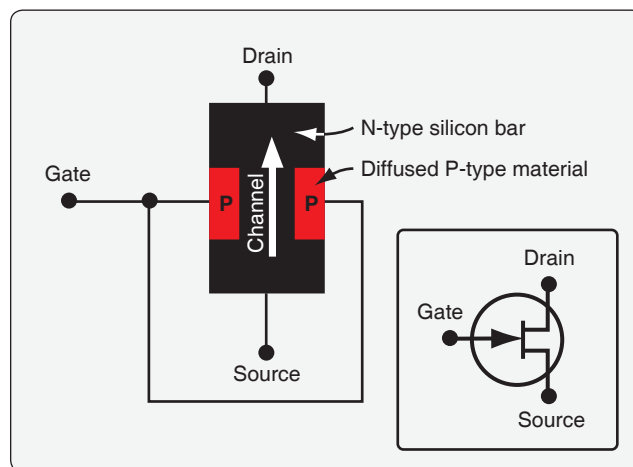 Drain
N-type silicon bar
Diffused P-type material
Gate
P
Channel
P
Source
Drain
Gate
Source